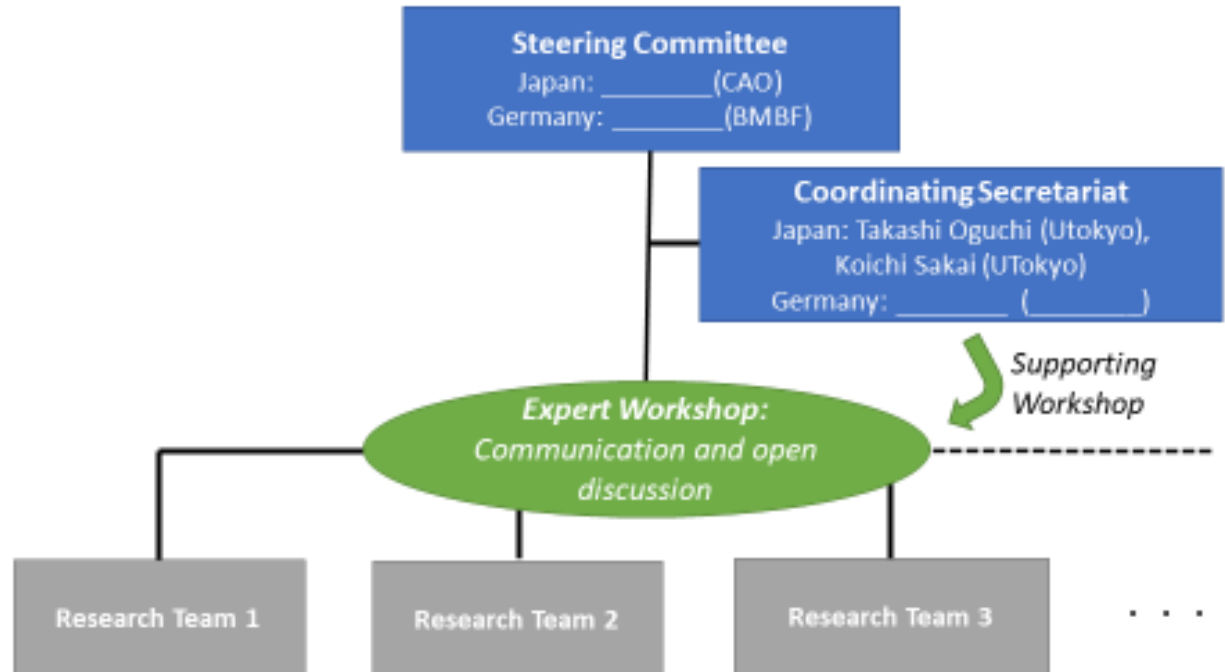 Steering Committee
Japan: ________(CAO)
Germany: ________(BMBF)
Coordinating Secretariat
Japan: Takashi Oguchi (Utokyo),
Koichi Sakai (UTokyo)
Germany: ________ (________)
Supporting
Workshop
Expert Workshop:
Communication and open
discussion
Research Team 1
Research Team 2
Research Team 3
. . .